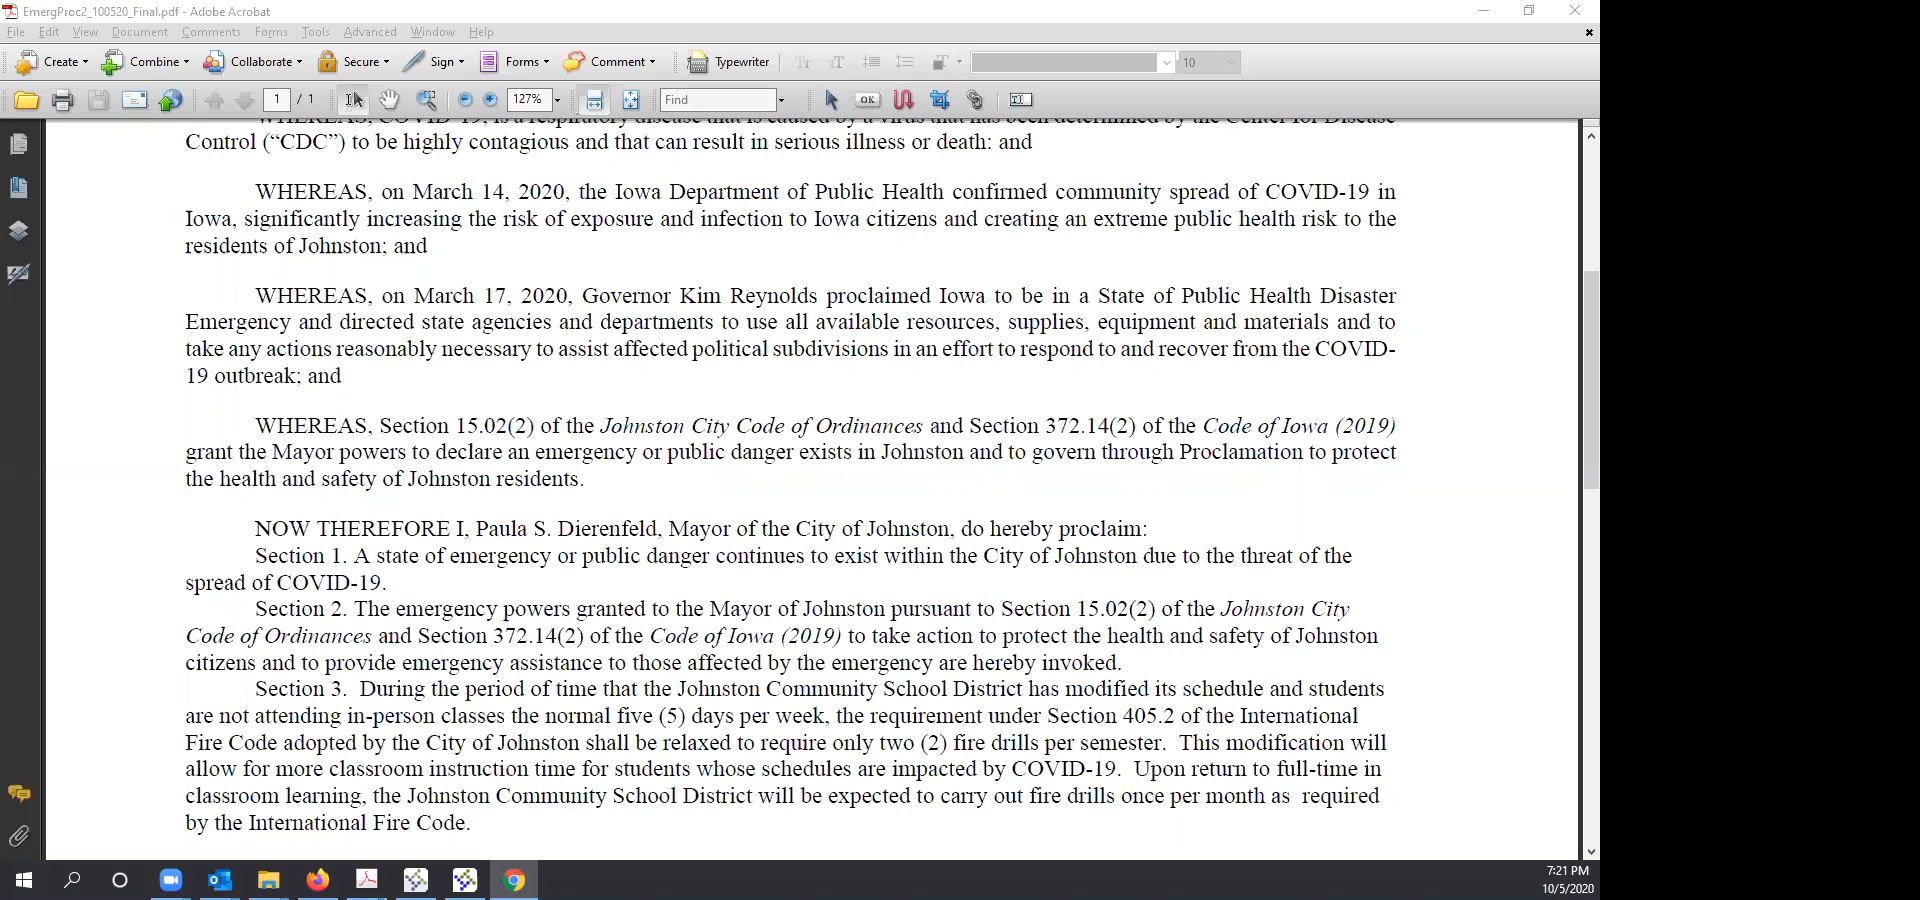 EmergProc2_100520_Final.pdf - Adobe Acrobat
File Edit View Document Comments Forms Tools Advanced Window Help
Create Combine Collaborate Secure Sign Forms Comment Typewriter 10
1 / 1 127% Find OK
WHEREAS, COVID-19, is a respiratory disease that is caused by a virus that has been determined by the Center for Disease
Control (“CDC”) to be highly contagious and that can result in serious illness or death: and
WHEREAS, on March 14, 2020, the Iowa Department of Public Health confirmed community spread of COVID-19 in
Iowa, significantly increasing the risk of exposure and infection to Iowa citizens and creating an extreme public health risk to the
residents of Johnston; and
WHEREAS, on March 17, 2020, Governor Kim Reynolds proclaimed Iowa to be in a State of Public Health Disaster
Emergency and directed state agencies and departments to use all available resources, supplies, equipment and materials and to
take any actions reasonably necessary to assist affected political subdivisions in an effort to respond to and recover from the COVID-
19 outbreak; and
WHEREAS, Section 15.02(2) of the Johnston City Code of Ordinances and Section 372.14(2) of the Code of Iowa (2019)
grant the Mayor powers to declare an emergency or public danger exists in Johnston and to govern through Proclamation to protect
the health and safety of Johnston residents.
NOW THEREFORE I, Paula S. Dierenfeld, Mayor of the City of Johnston, do hereby proclaim:
Section 1. A state of emergency or public danger continues to exist within the City of Johnston due to the threat of the
spread of COVID-19.
Section 2. The emergency powers granted to the Mayor of Johnston pursuant to Section 15.02(2) of the Johnston City
Code of Ordinances and Section 372.14(2) of the Code of Iowa (2019) to take action to protect the health and safety of Johnston
citizens and to provide emergency assistance to those affected by the emergency are hereby invoked.
Section 3.  During the period of time that the Johnston Community School District has modified its schedule and students
are not attending in-person classes the normal five (5) days per week, the requirement under Section 405.2 of the International
Fire Code adopted by the City of Johnston shall be relaxed to require only two (2) fire drills per semester.  This modification will
allow for more classroom instruction time for students whose schedules are impacted by COVID-19.  Upon return to full-time in
classroom learning, the Johnston Community School District will be expected to carry out fire drills once per month as  required
by the International Fire Code.
7:21 PM
10/5/2020